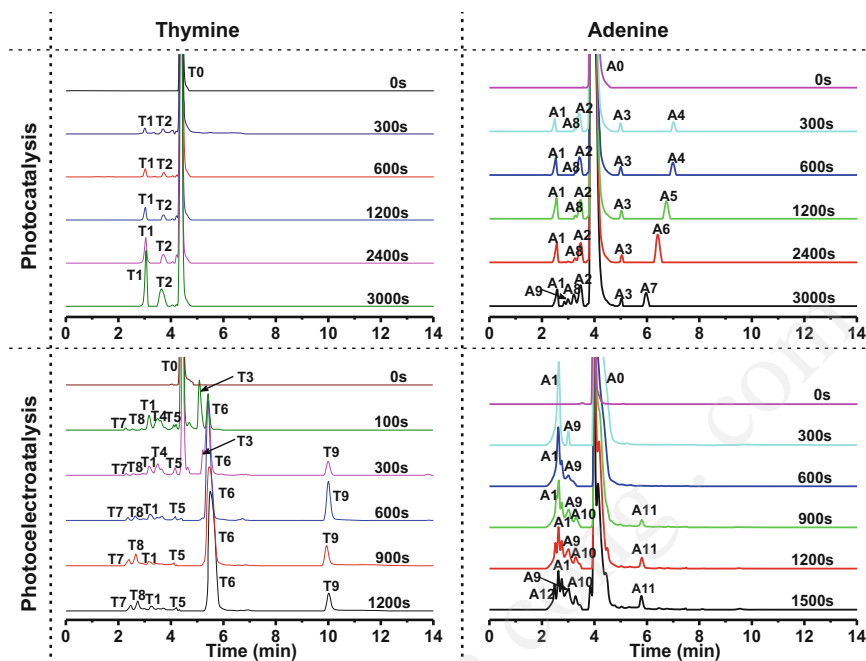 Thymine
Adenine
Photocatalysis
T0
0s
T1 T2
300s
T1 T2
600s
T1 T2
1200s
T1
T2
2400s
T1
T2
3000s
0 2 4 6 8 10 12 14
A0
0s
A1 A8 A2 A3 A4
300s
A1 A8 A2 A3 A4
600s
A1 A8 A2 A3 A5
1200s
A1 A8 A2 A3 A6
2400s
A9 A1 A8 A2 A3 A7
3000s
0 2 4 6 8 10 12 14
Photocelectroatalysis
T0
0s
T3
T7 T8 T1 T4 T5 T6
100s
T3
T7 T8 T1 T4 T5 T6 T9
300s
T7 T8 T1 T5 T6 T9
600s
T7 T8 T1 T5 T6 T9
900s
T7 T8 T1 T5 T6 T9
1200s
0 2 4 6 8 10 12 14
Time (min)
A1 A0
0s
A9
300s
A1 A9
600s
A1 A9 A10 A11
900s
A1 A9 A10 A11
1200s
A9 A12 A10 A11
1500s
0 2 4 6 8 10 12 14
Time (min)